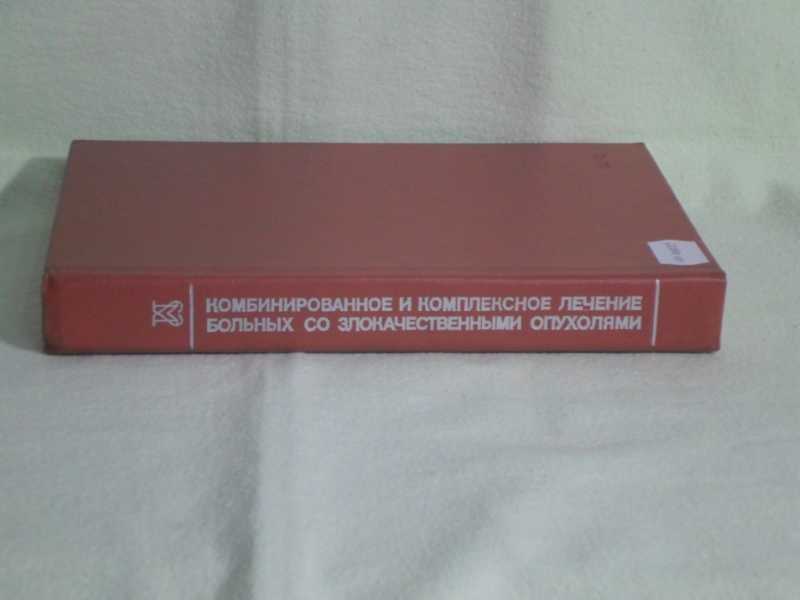 КОМБИНИРОВАННОЕ И КОМПЛЕКСНОЕ ЛЕЧЕНИЕ
БОЛЬНЫХ СО ЗЛОКАЧЕСТВЕННЫМИ ОПУХОЛЯМИ